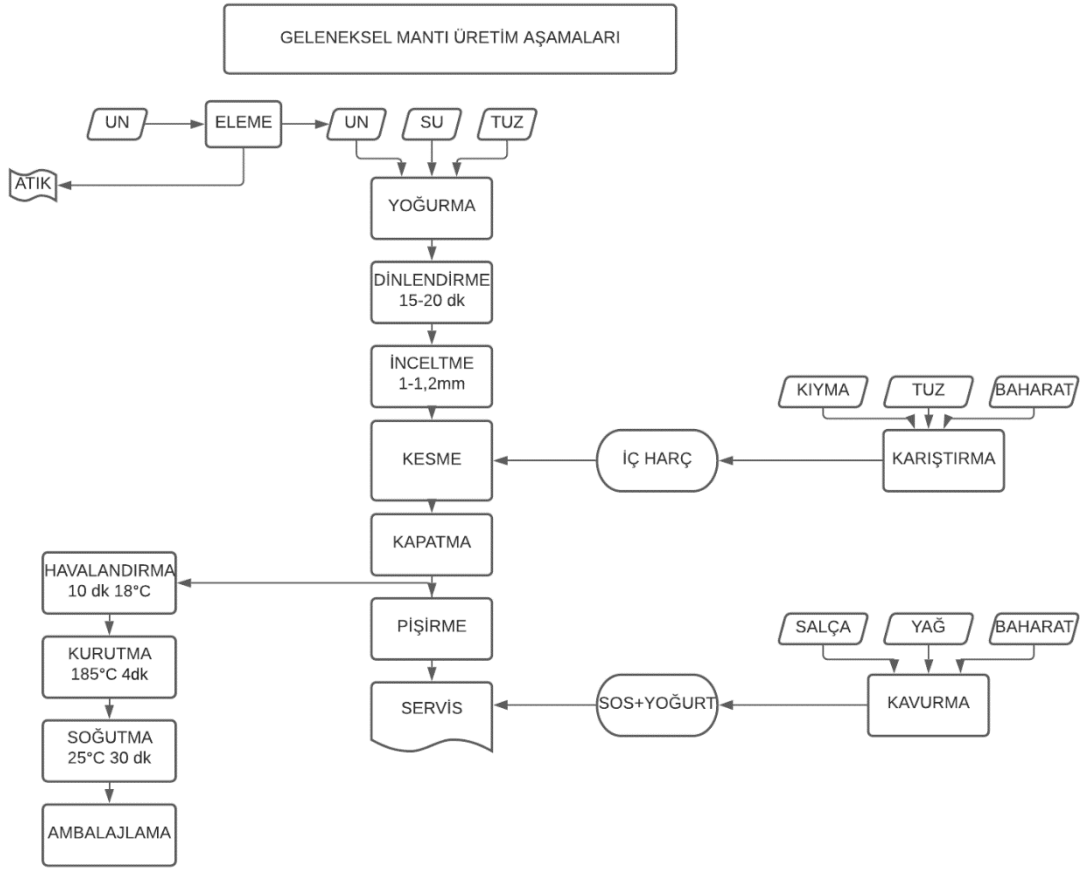 GELENEKSEL MANTI ÜRETİM AŞAMALARI
UN
ELEME
UN
SU
TUZ
ATIK
YOĞURMA
DİNLENDİRME
15-20 dk
İNCELTME
1-1,2mm
KIYMA
TUZ
BAHARAT
KESME
İÇ HARÇ
KARIŞTIRMA
KAPATMA
HAVALANDIRMA
10 dk 18°C
PİŞİRME
SALÇA
YAĞ
BAHARAT
KURUTMA
185°C 4dk
SERVİS
SOS+YOĞURT
KAVURMA
SOĞUTMA
25°C 30 dk
AMBALAJLAMA